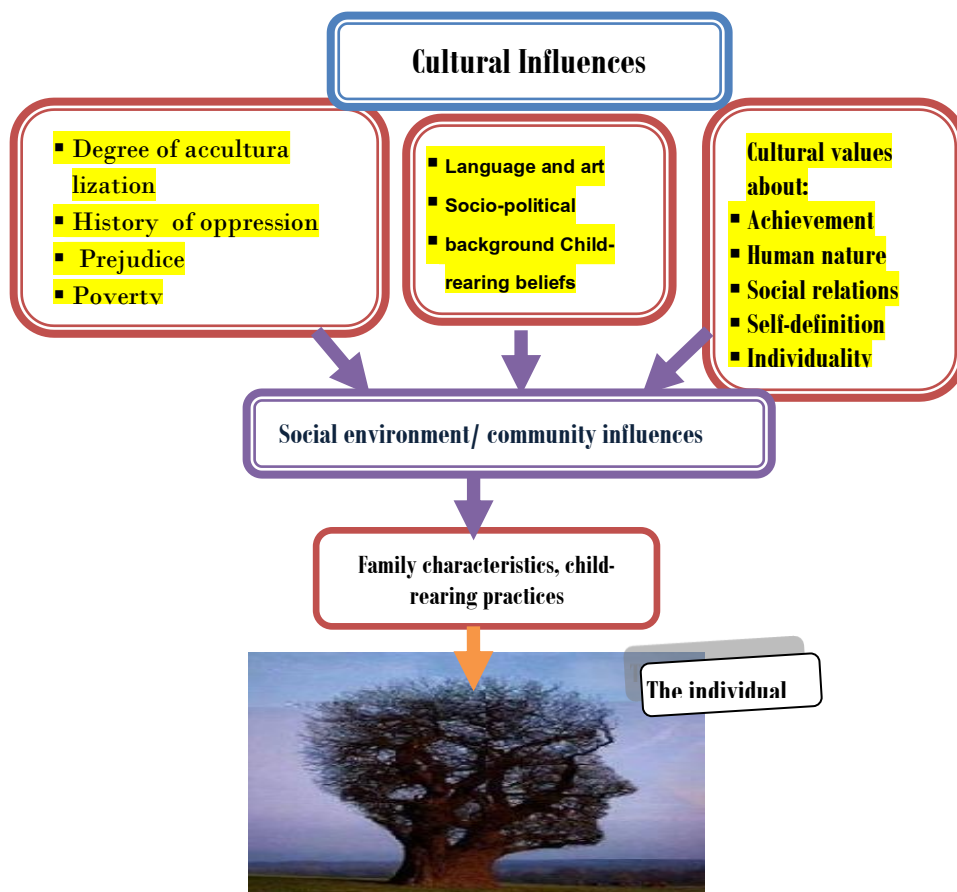 Cultural Influences
▪ Degree of accultura
lization
▪ History of oppression
▪ Prejudice
▪ Poverty
▪ Language and art
▪ Socio-political
▪ background Child-
rearing beliefs
Cultural values
about:
▪ Achievement
▪ Human nature
▪ Social relations
▪ Self-definition
▪ Individuality
Social environment/ community influences
Family characteristics, child-
rearing practices
The individual